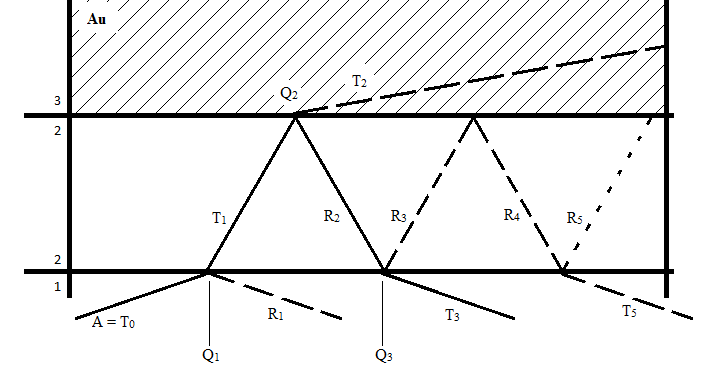 Au
T2
Q2
3
2
T1
R2
R3
R4
R5
2
1
A = T0
R1
T3
T5
Q1
Q3